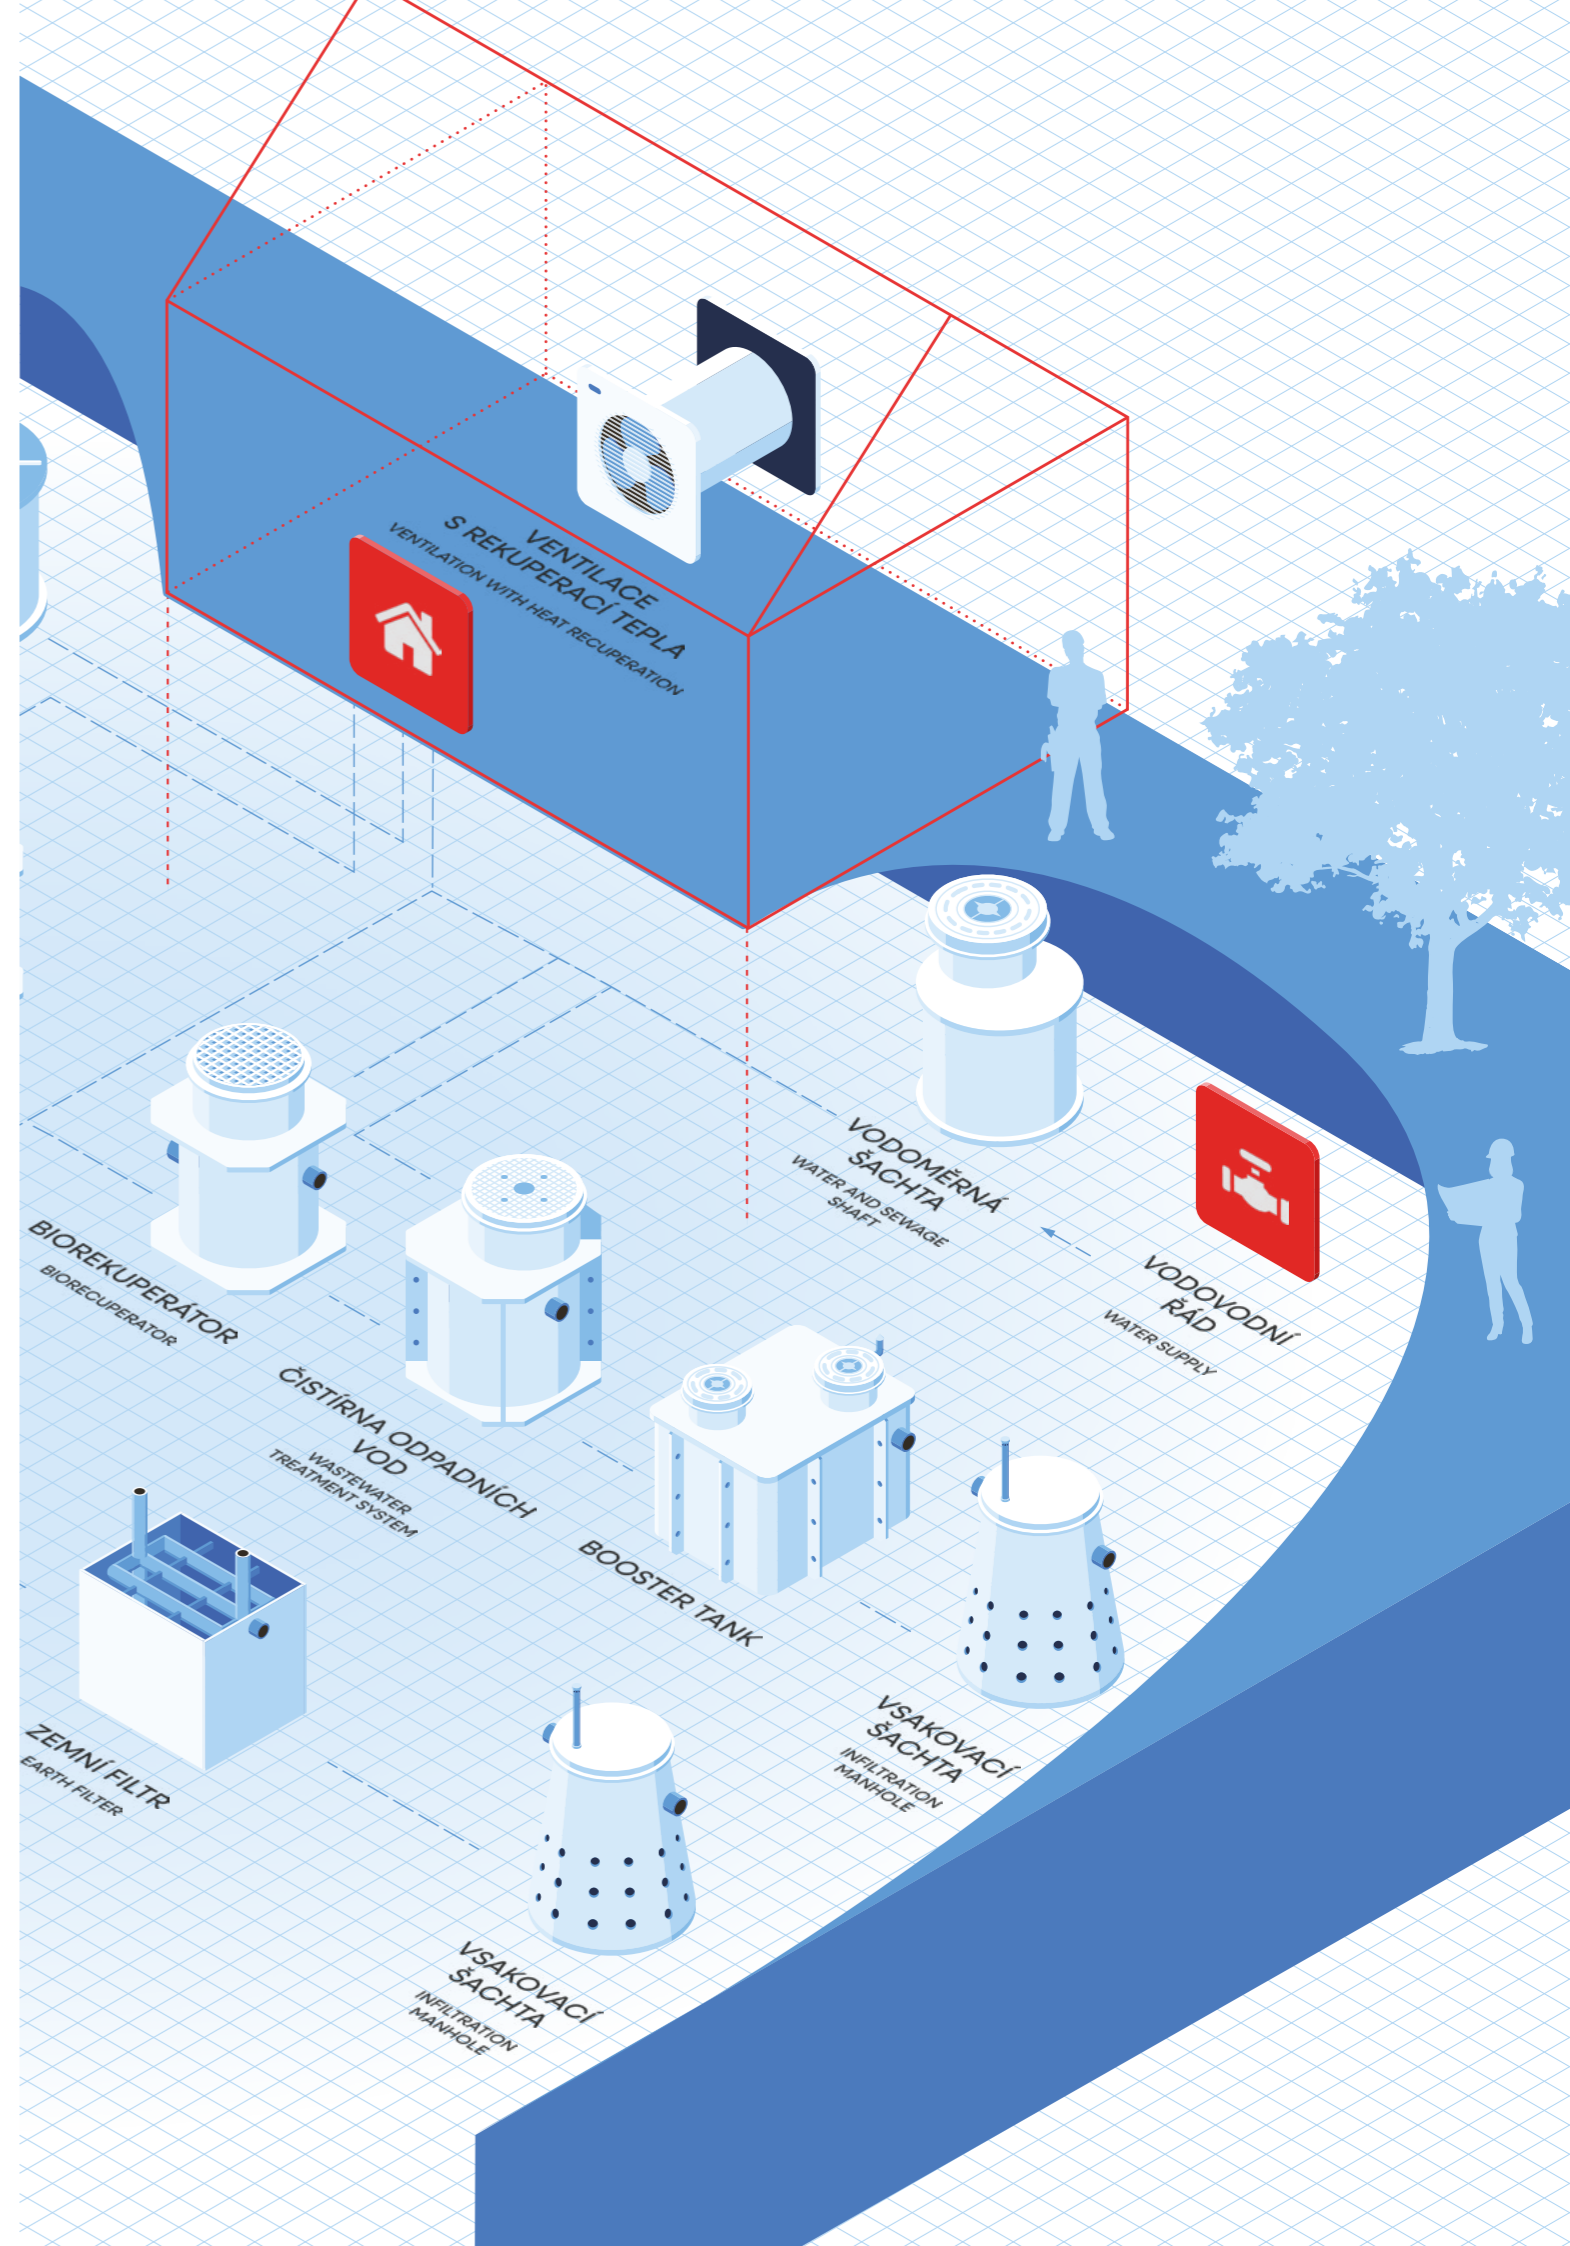 VENTILACE
S REKUPERACÍ TEPLA
VENTILATION WITH HEAT RECUPERATION
VODOMĚRNÁ
ŠACHTA
WATER AND SEWAGE
SHAFT
VODOVODNÍ
ŘÁD
WATER SUPPLY
BIOREKUPERÁTOR
BIORECUPERATOR
ČISTÍRNA ODPADNÍCH
VOD
WASTEWATER
TREATMENT SYSTEM
BOOSTER TANK
VSAKOVACÍ
ŠACHTA
INFILTRATION
MANHOLE
ZEMNÍ FILTR
EARTH FILTER
VSAKOVACÍ
ŠACHTA
INFILTRATION
MANHOLE